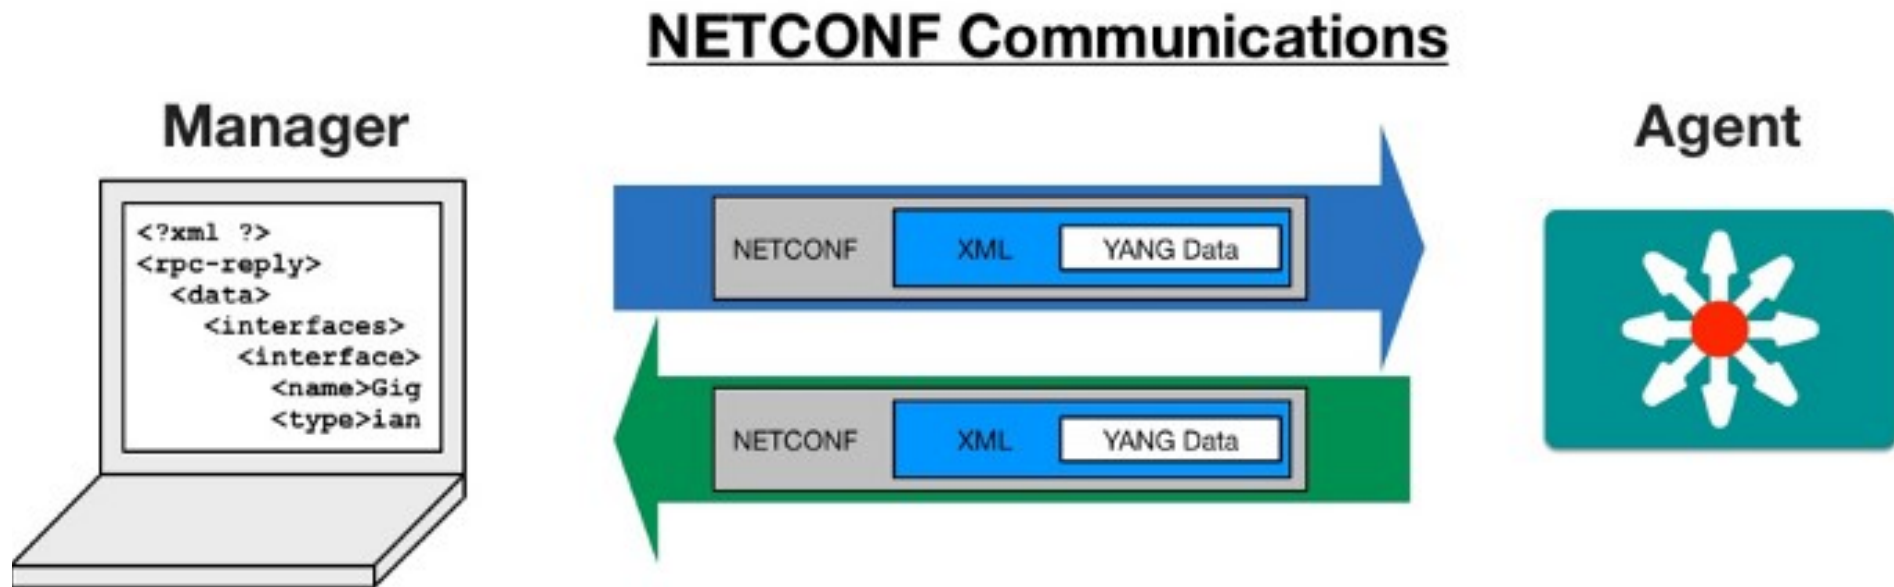 NETCONF Communications
Manager
Agent
<?xml ?>
<rpc-reply>
<data>
<interfaces>
<interface>
<name>Gig
<type>ian
NETCONF XML YANG Data
NETCONF XML YANG Data